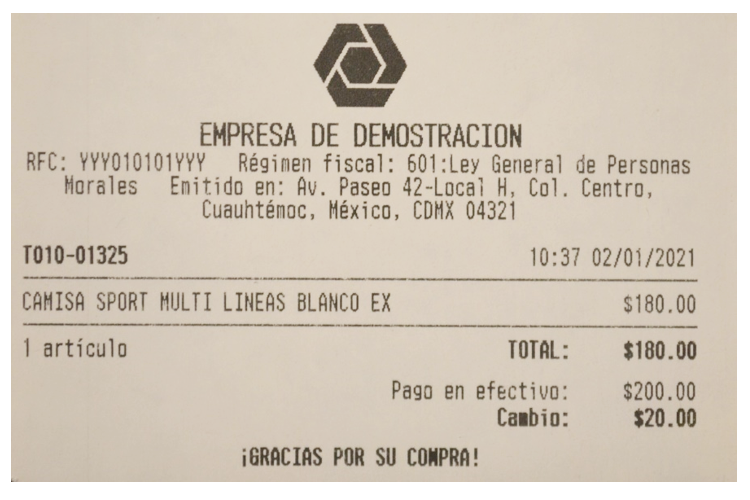 EMPRESA DE DEMOSTRACION
RFC: YYY010101YYY Régimen fiscal: 601:Ley General de Personas
Morales Emitido en: Av. Paseo 42-Local H, Col. Centro,
Cuauhtémoc, México, CDMX 04321
T010-01325 10:37 02/01/2021
CAMISA SPORT MULTI LINEAS BLANCO EX $180.00
1 artículo TOTAL: $180.00
Pago en efectivo: $200.00
Cambio: $20.00
¡GRACIAS POR SU COMPRA!